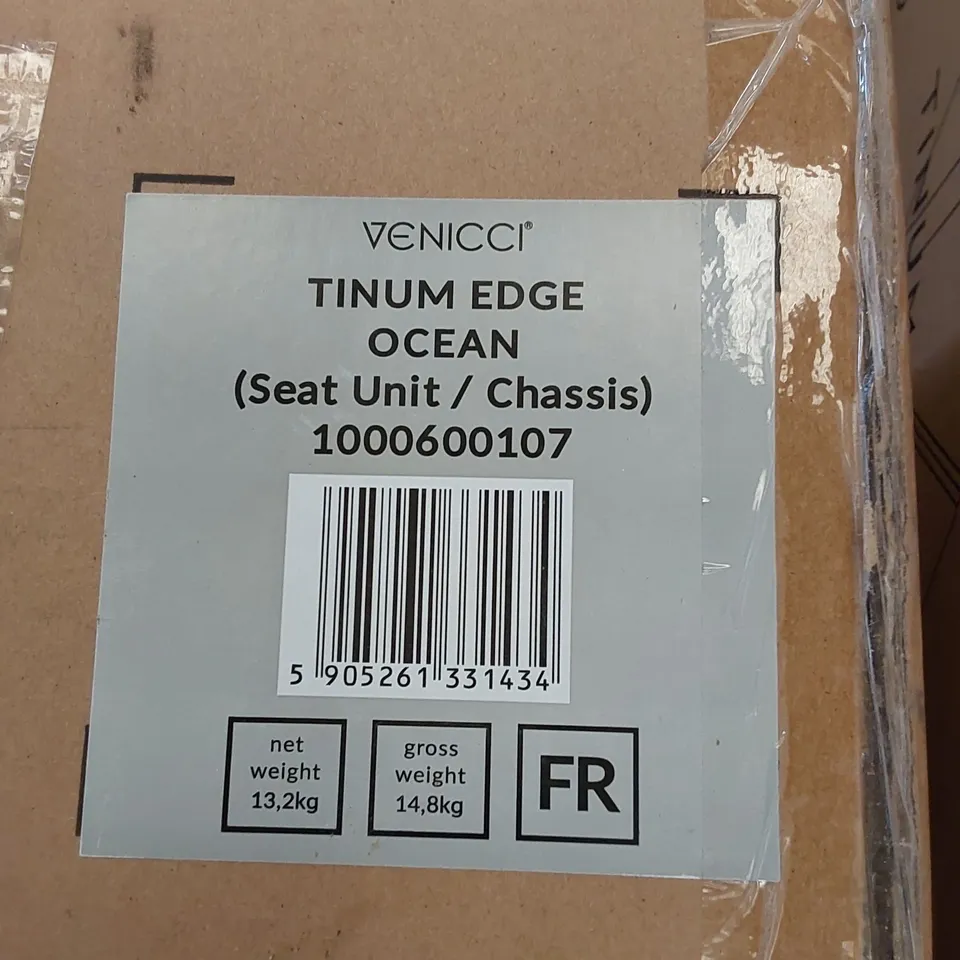 VENICCI®
TINUM EDGE
OCEAN
(Seat Unit / Chassis)
1000600107
5 905261 331434
net
weight
13,2kg
gross
weight
14,8kg
FR